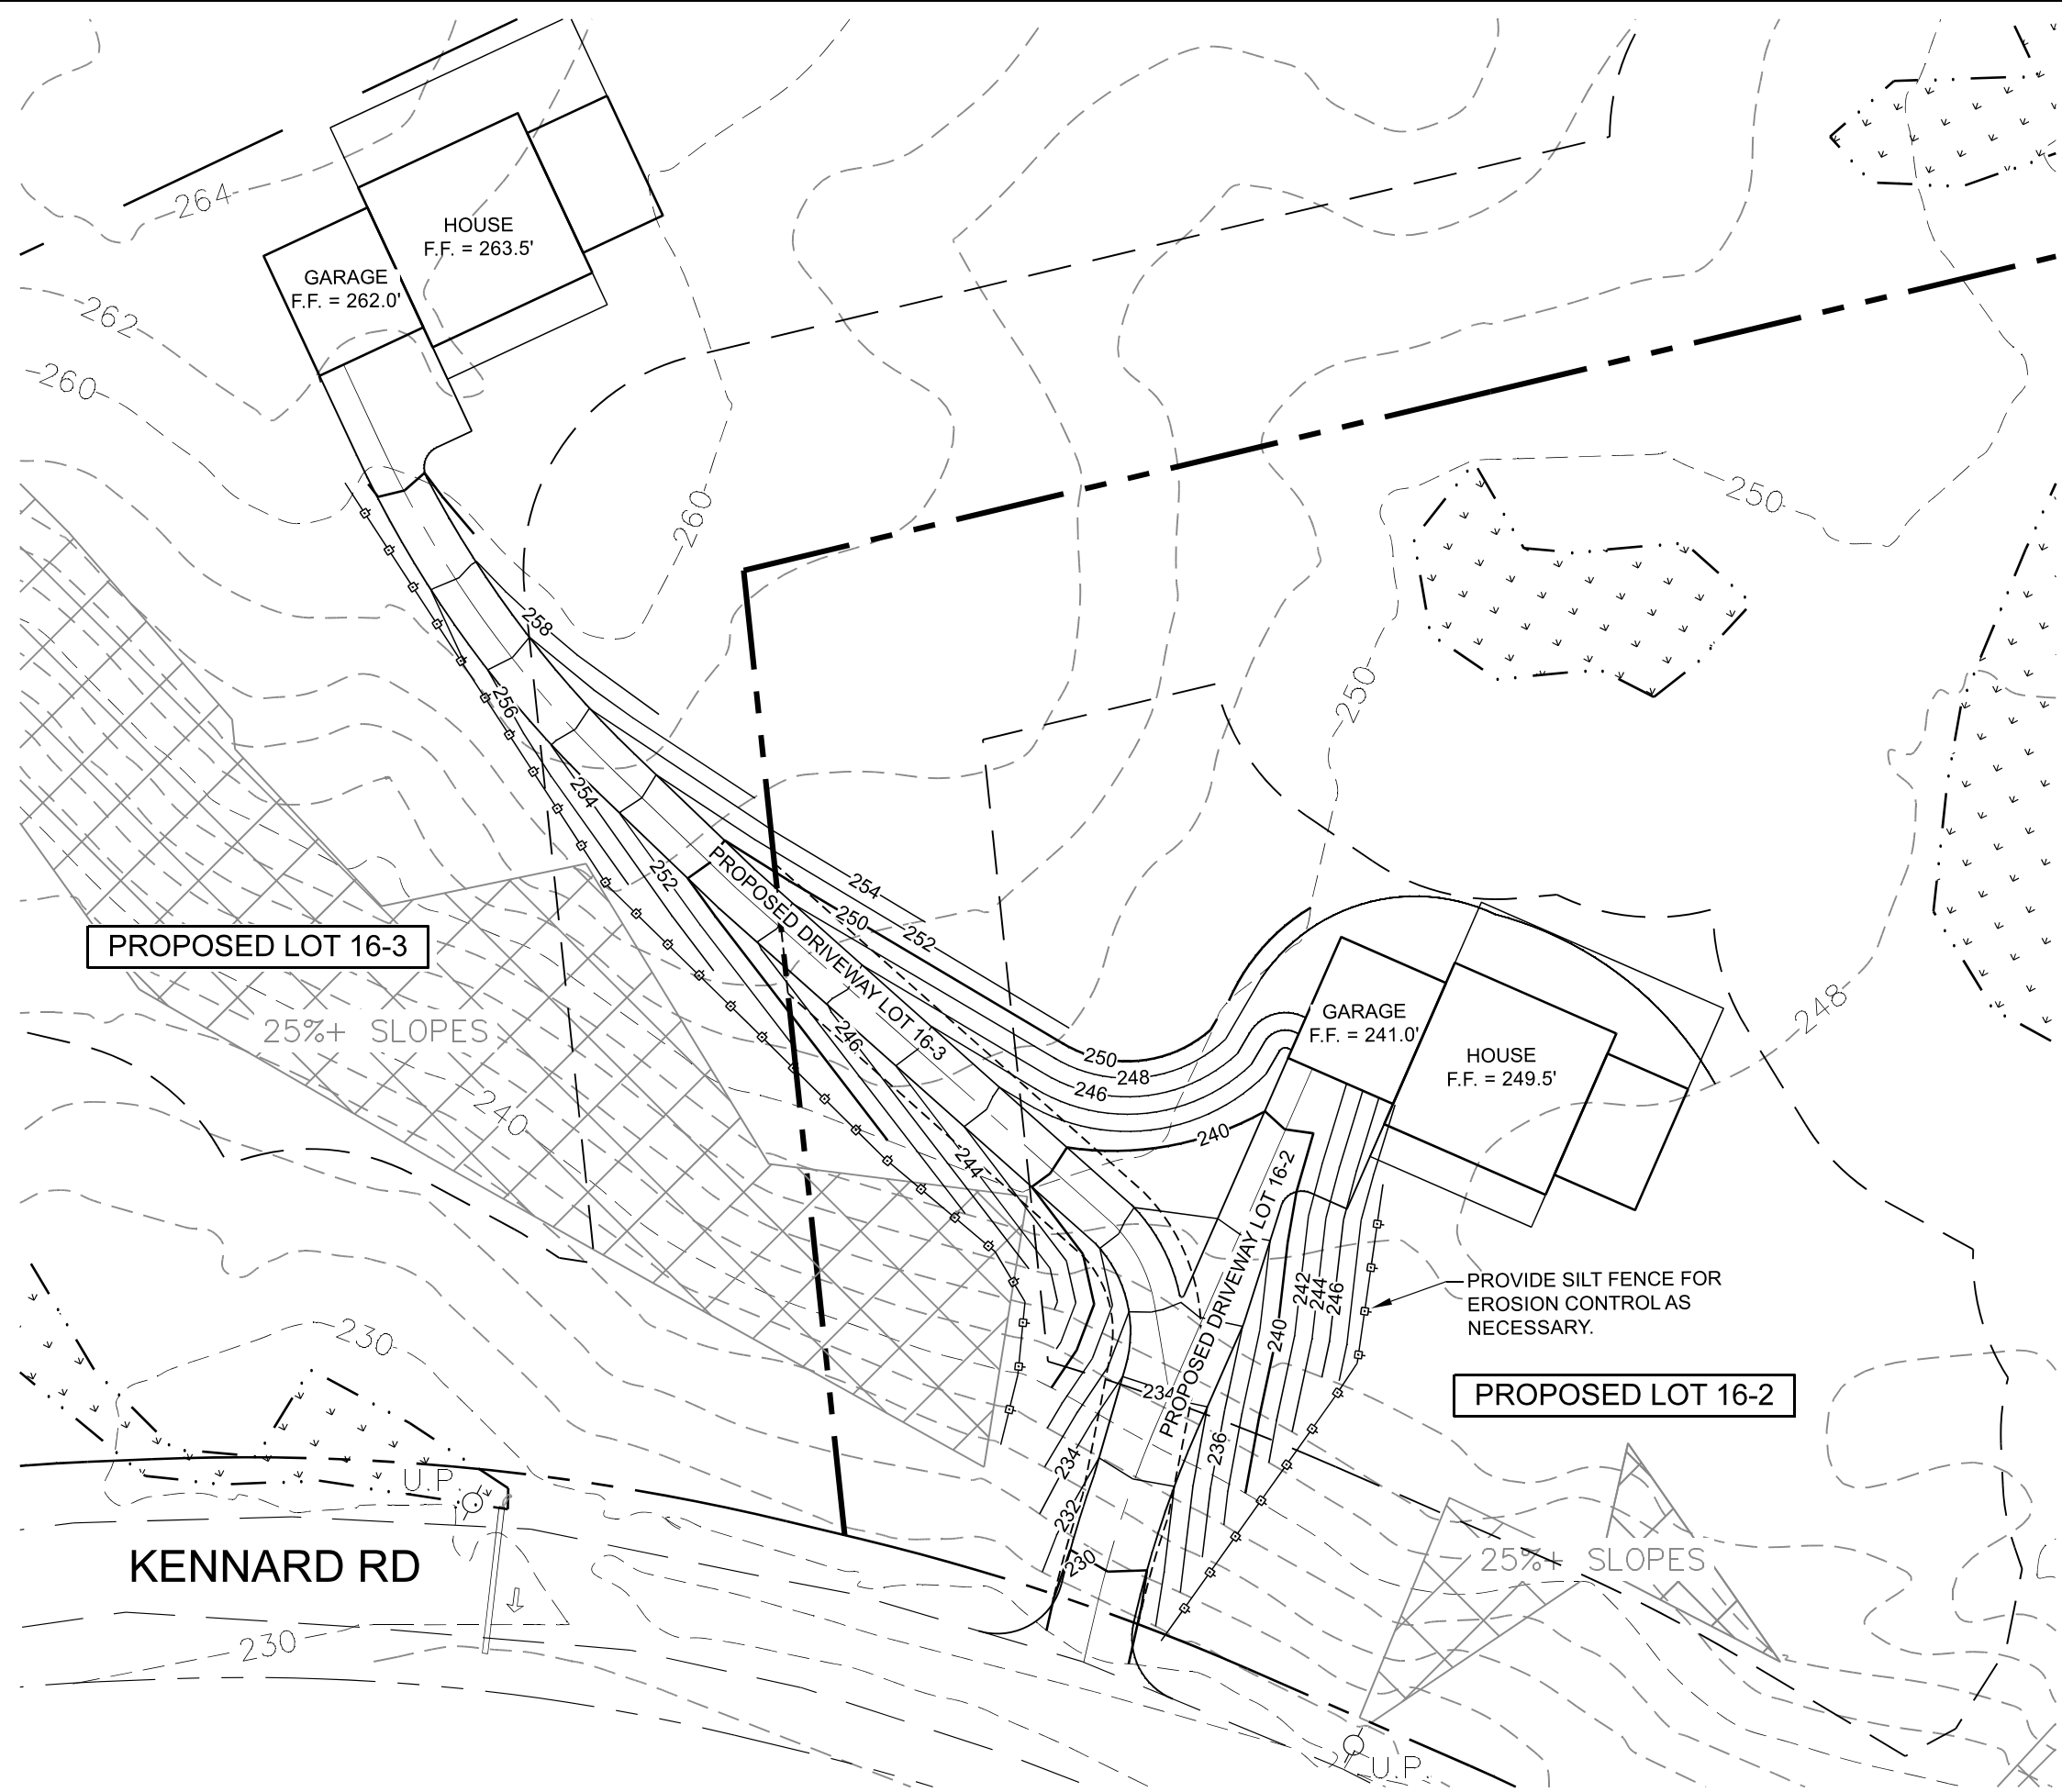 264
HOUSE
F.F. = 263.5'
GARAGE
F.F. = 262.0'
262
260
260
250
258
256
250
254
252
PROPOSED DRIVEWAY LOT 16-3
254
250
252
PROPOSED LOT 16-3
25%+ SLOPES
240
246
244
250
248
246
240
GARAGE
F.F. = 241.0'
HOUSE
F.F. = 249.5'
248
PROPOSED DRIVEWAY LOT 16-2
242
244
246
240
236
234
PROVIDE SILT FENCE FOR
EROSION CONTROL AS
NECESSARY.
PROPOSED LOT 16-2
230
U.P.
234
232
230
KENNARD RD
230
25%+ SLOPES
U.P.